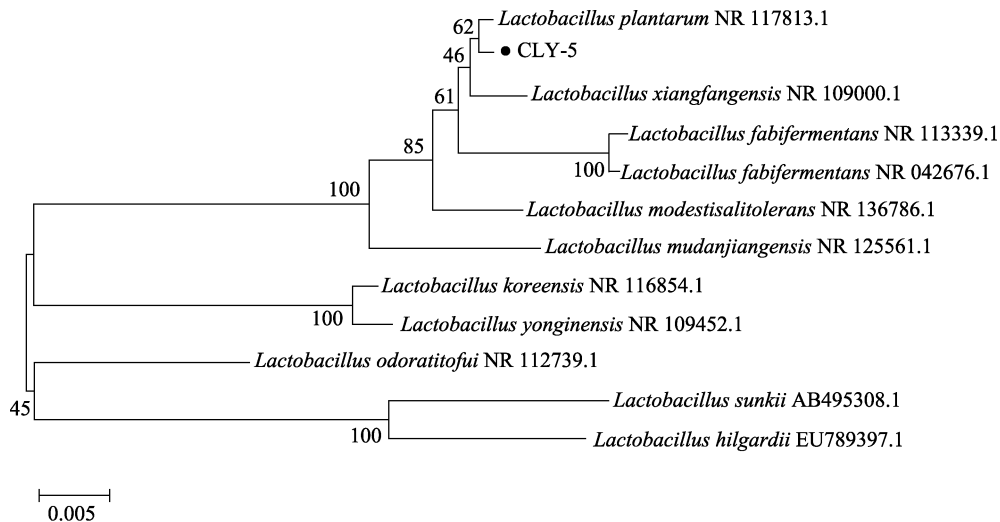 Lactobacillus plantarum NR 117813.1
62
CLY-5
46
Lactobacillus xiangfangensis NR 109000.1
61
Lactobacillus fabifermentans NR 113339.1
85
100
Lactobacillus fabifermentans NR 042676.1
100
Lactobacillus modestisalitolerans NR 136786.1
Lactobacillus mudanjiangensis NR 125561.1
Lactobacillus koreensis NR 116854.1
100
Lactobacillus yonginensis NR 109452.1
Lactobacillus odoratitofui NR 112739.1
45
Lactobacillus sunkii AB495308.1
100
Lactobacillus hilgardii EU789397.1
0.005